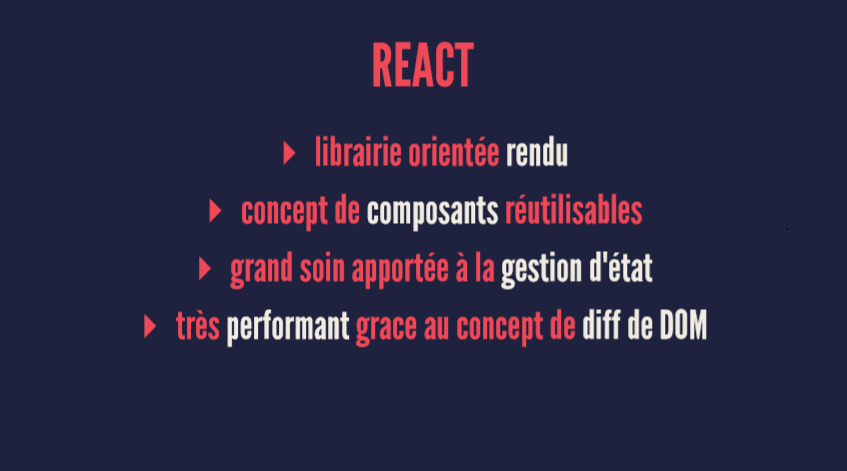 REACT
librairie orientée rendu
concept de composants réutilisables
grand soin apportée à la gestion d'état
très performant grace au concept de diff de DOM